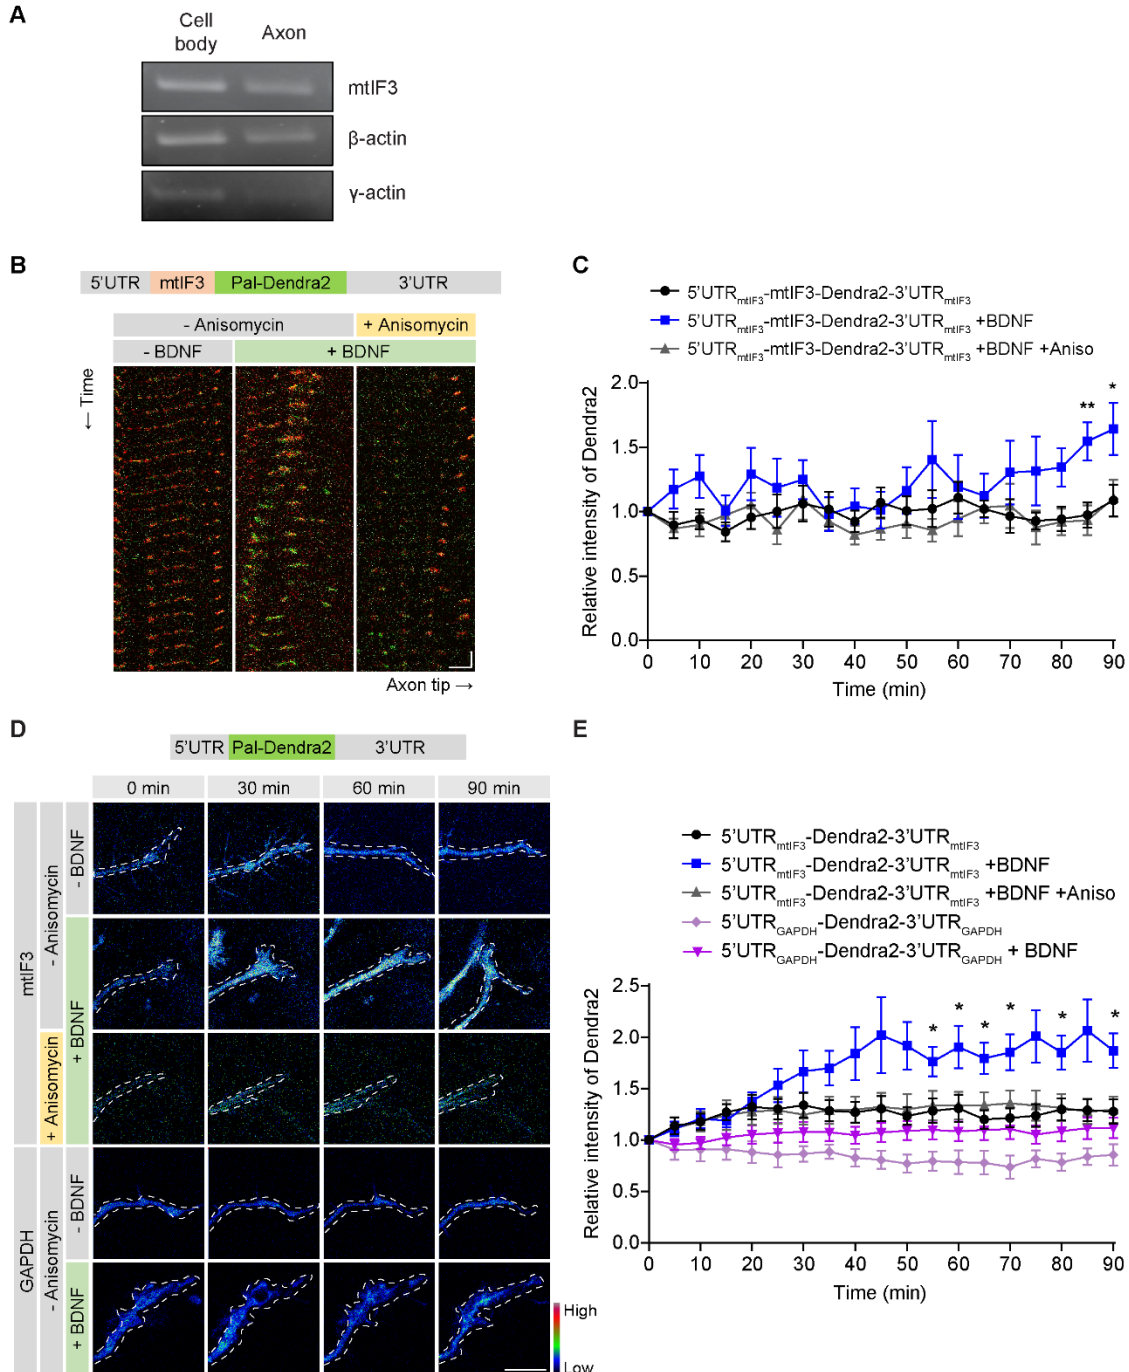 A
Cell
body
Axon
mtIF3
β-actin
γ-actin
B
5'UTR mtIF3 Pal-Dendra2 3'UTR
- Anisomycin + Anisomycin
- BDNF + BDNF
← Time
Axon tip →
C
5'UTRmtIF3-mtIF3-Dendra2-3'UTRmtIF3
5'UTRmtIF3-mtIF3-Dendra2-3'UTRmtIF3 +BDNF
5'UTRmtIF3-mtIF3-Dendra2-3'UTRmtIF3 +BDNF +Aniso
Relative intensity of Dendra2
2.0
1.5
1.0
0.5
0.0
** *
0 10 20 30 40 50 60 70 80 90
Time (min)
D
5'UTR Pal-Dendra2 3'UTR
0 min 30 min 60 min 90 min
mtIF3
- Anisomycin
- BDNF
+ BDNF
+ Anisomycin
GAPDH
- Anisomycin
- BDNF
+ BDNF
High
Low
E
5'UTRmtIF3-Dendra2-3'UTRmtIF3
5'UTRmtIF3-Dendra2-3'UTRmtIF3 +BDNF
5'UTRmtIF3-Dendra2-3'UTRmtIF3 +BDNF +Aniso
5'UTRGAPDH-Dendra2-3'UTRGAPDH
5'UTRGAPDH-Dendra2-3'UTRGAPDH + BDNF
Relative intensity of Dendra2
2.5
2.0
1.5
1.0
0.5
0.0
* * * * * *
0 10 20 30 40 50 60 70 80 90
Time (min)